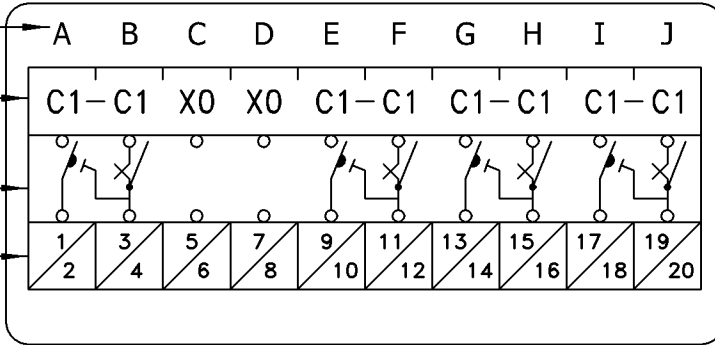 A B C D E F G H I J
C1-C1 X0 X0 C1-C1 C1-C1 C1-C1
1 3 5 7 9 11 13 15 17 19
2 4 6 8 10 12 14 16 18 20